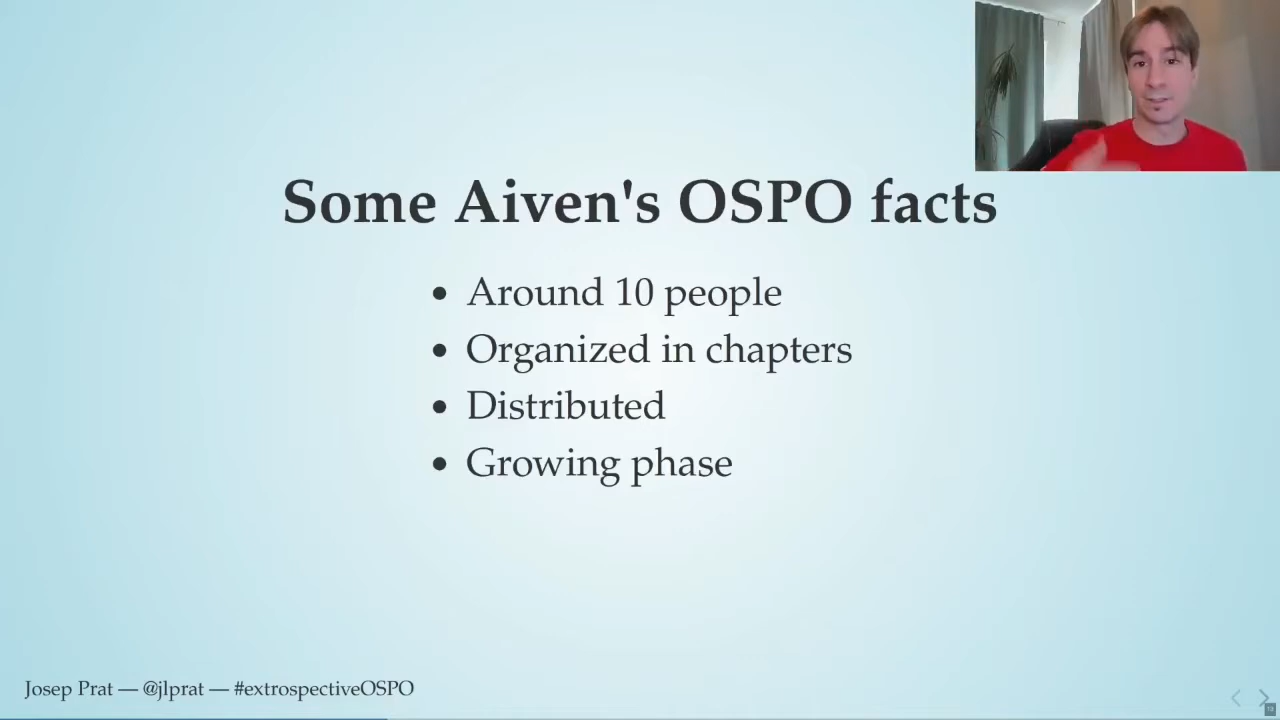 Some Aiven's OSPO facts
• Around 10 people
• Organized in chapters
• Distributed
• Growing phase
Josep Prat — @jlprat — #extrospectiveOSPO